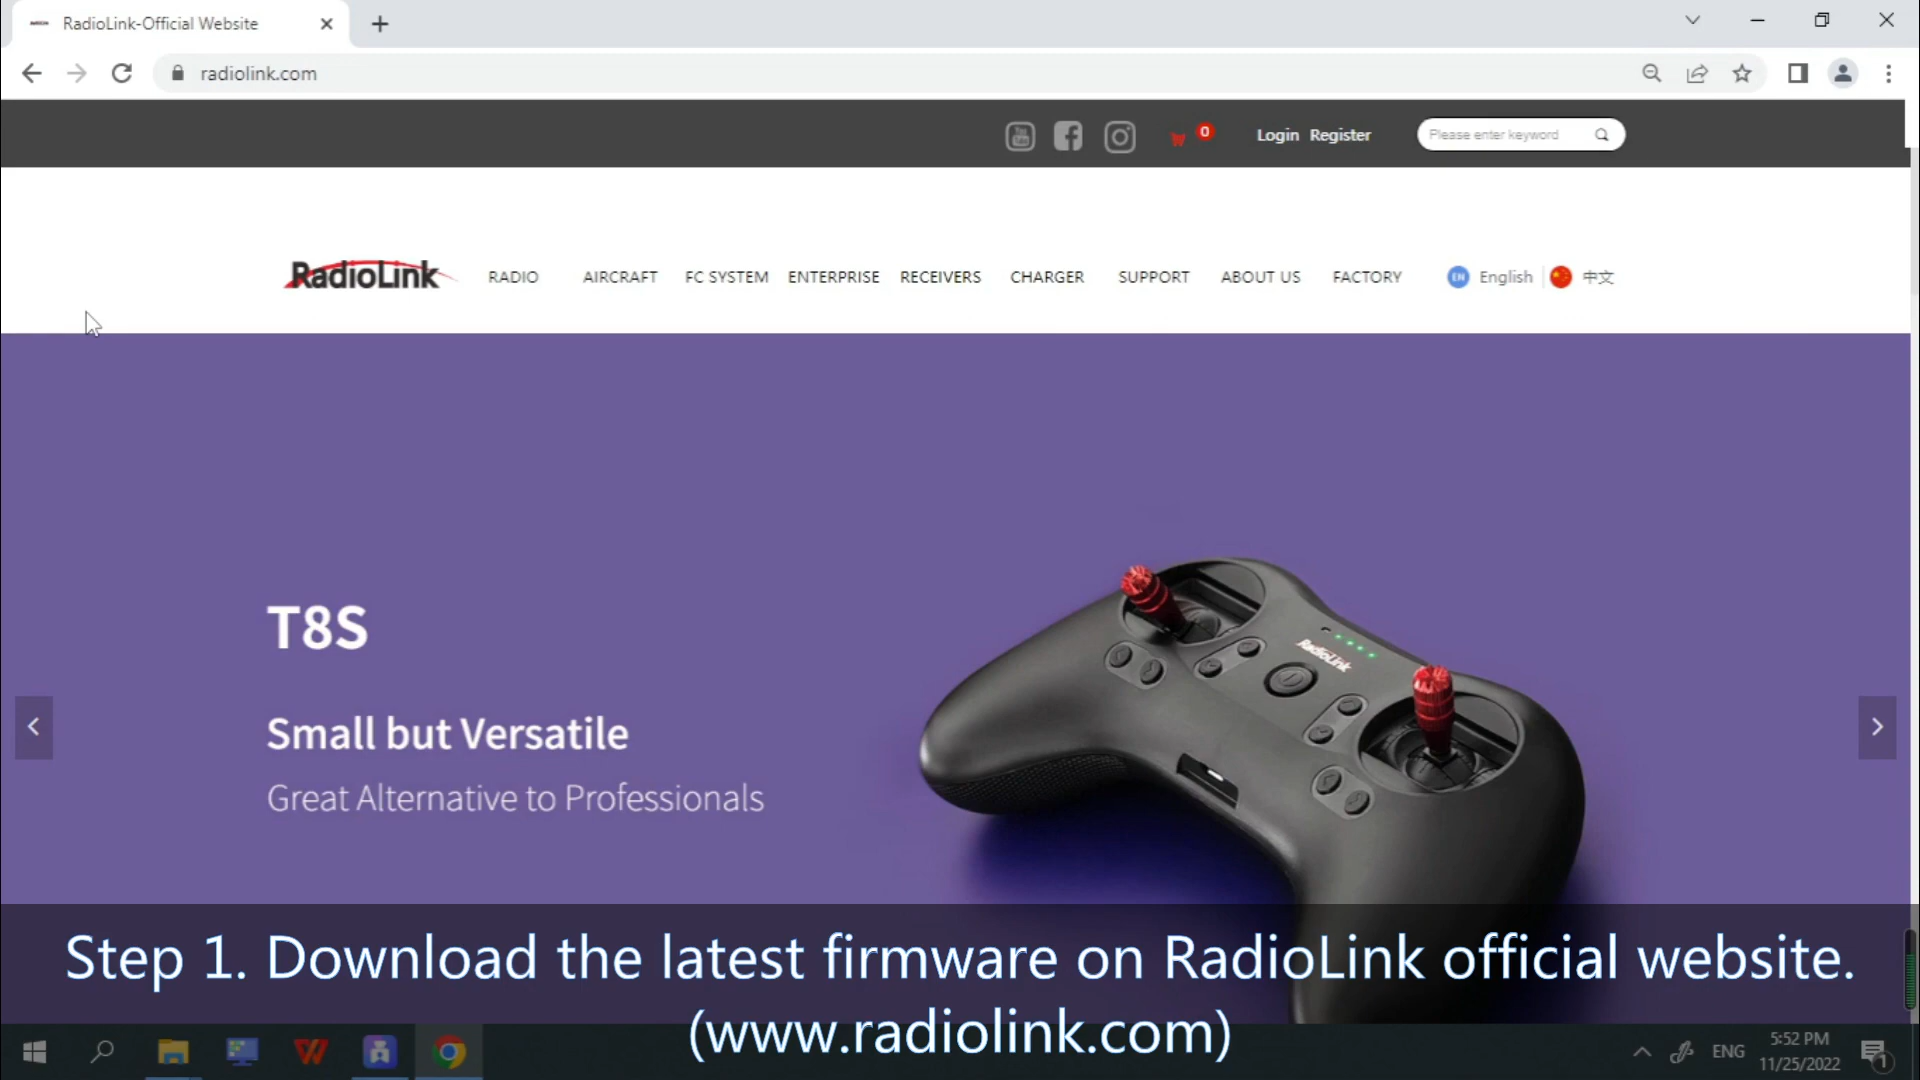 RadioLink-Official Website
radiolink.com
0
Login Register
Please enter keyword
RadioLink
RADIO
AIRCRAFT
FC SYSTEM
ENTERPRISE
RECEIVERS
CHARGER
SUPPORT
ABOUT US
FACTORY
EN English
中文
T8S
Small but Versatile
Great Alternative to Professionals
RadioLink
Step 1. Download the latest firmware on RadioLink official website.
(www.radiolink.com)
ENG
5:52 PM
11/25/2022
1